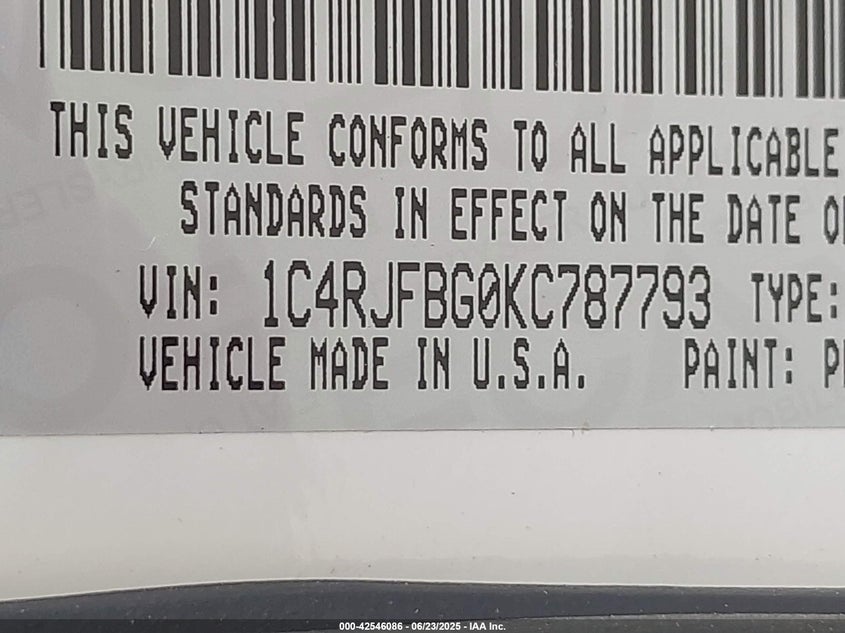 THIS VEHICLE CONFORMS TO ALL APPLICABLE
STANDARDS IN EFFECT ON THE DATE
VIN: 1C4RJFBG0KC787793 TYPE:
VEHICLE MADE IN U.S.A. PAINT:
000-42546086 - 06/23/2025 - IAA Inc.